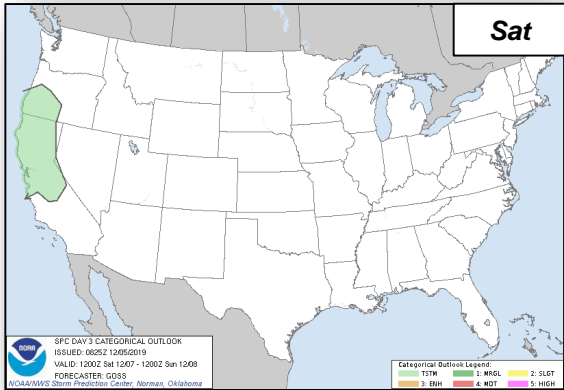 Sat
SPC DAY 3 CATEGORICAL OUTLOOK
ISSUED: 0825Z 12/05/2019
VALID: 1200Z Sat 12/07 - 1200Z Sun 12/08
FORECASTER: GOSS
NOAA/NWS Storm Prediction Center, Norman, Oklahoma
NOAA
Categorical Outlook Legend:
TSTM 1: MRGL 2: SLGT
3: ENH 4: MDT 5: HIGH